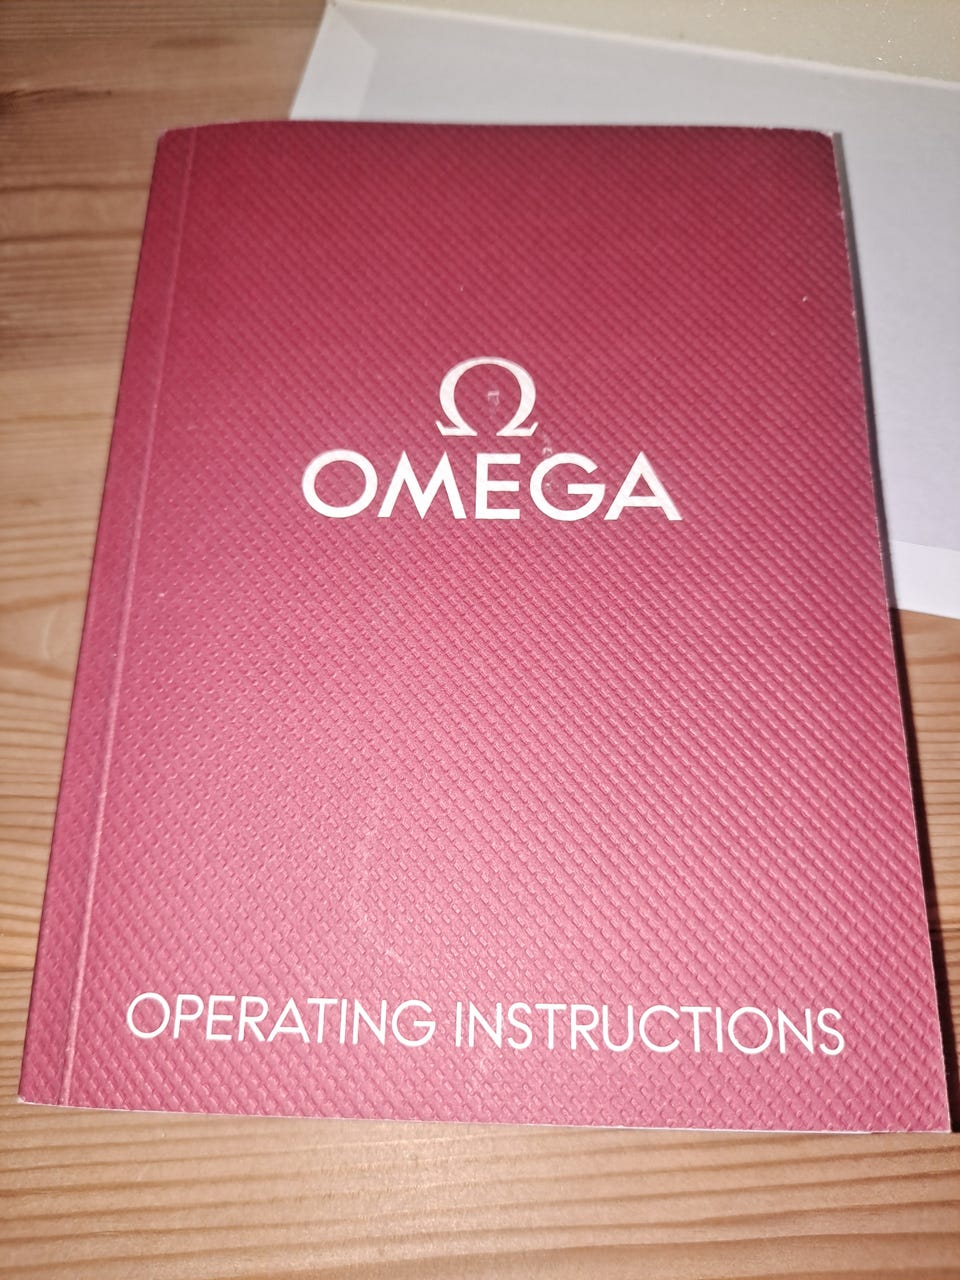 Ω
OMEGA
OPERATING INSTRUCTIONS